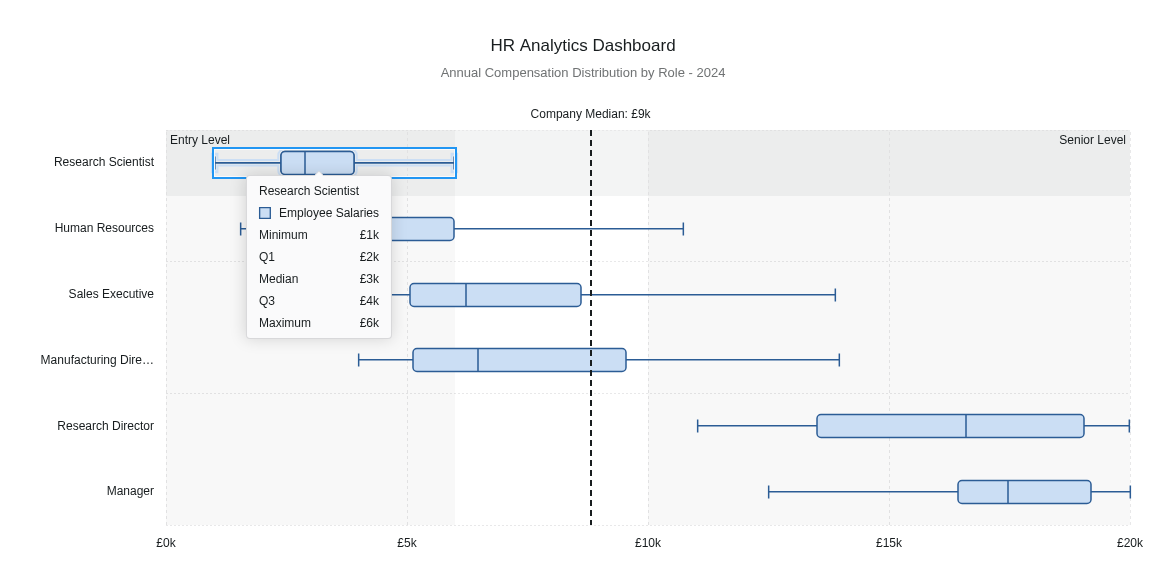 HR Analytics Dashboard
Annual Compensation Distribution by Role - 2024
Company Median: £9k
Entry Level
Senior Level
Research Scientist
Research Scientist
Employee Salaries
Minimum £1k
Q1 £2k
Median £3k
Q3 £4k
Maximum £6k
Human Resources
Sales Executive
Manufacturing Dire…
Research Director
Manager
£0k £5k £10k £15k £20k